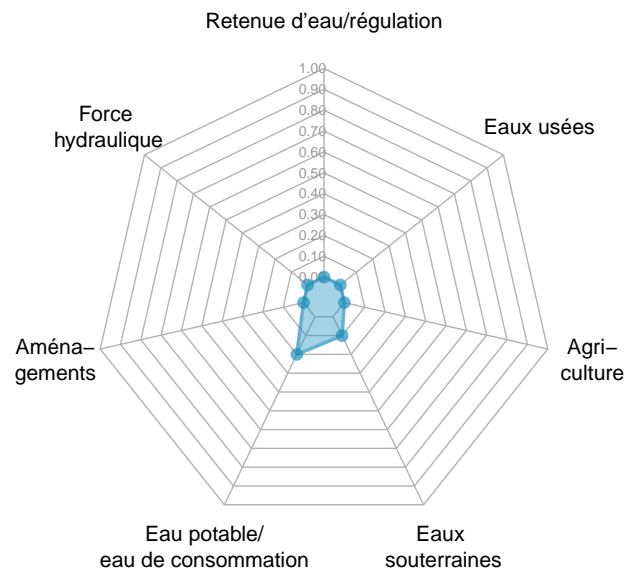 Retenue d'eau/régulation
1.00
0.90
0.80
0.70
0.60
0.50
0.40
0.30
0.20
0.10
0.00
Force
hydraulique
Eaux usées
Aména–
gements
Agri–
culture
Eau potable/
eau de consommation
Eaux
souterraines